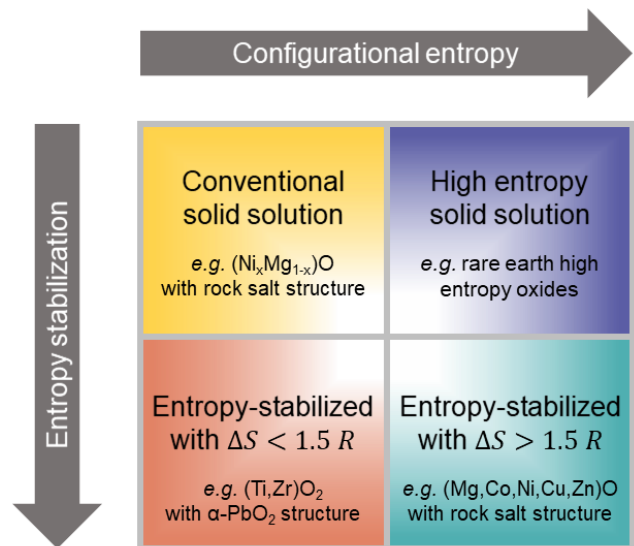 Configurational entropy
Entropy stabilization
Conventional
solid solution
e.g. (NiₓMg₁₋ₓ)O
with rock salt structure
High entropy
solid solution
e.g. rare earth high
entropy oxides
Entropy-stabilized
with ΔS < 1.5 R
e.g. (Ti,Zr)O₂
with α-PbO₂ structure
Entropy-stabilized
with ΔS > 1.5 R
e.g. (Mg,Co,Ni,Cu,Zn)O
with rock salt structure